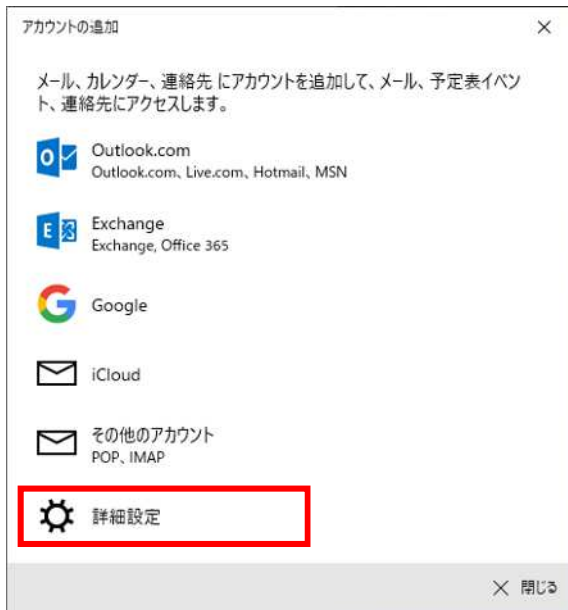 アカウントの追加
メール、カレンダー、連絡先 にアカウントを追加して、メール、予定表イベン
ト、連絡先にアクセスします。
Outlook.com
Outlook.com、Live.com、Hotmail、MSN
Exchange
Exchange, Office 365
Google
iCloud
その他のアカウント
POP、IMAP
詳細設定
閉じる